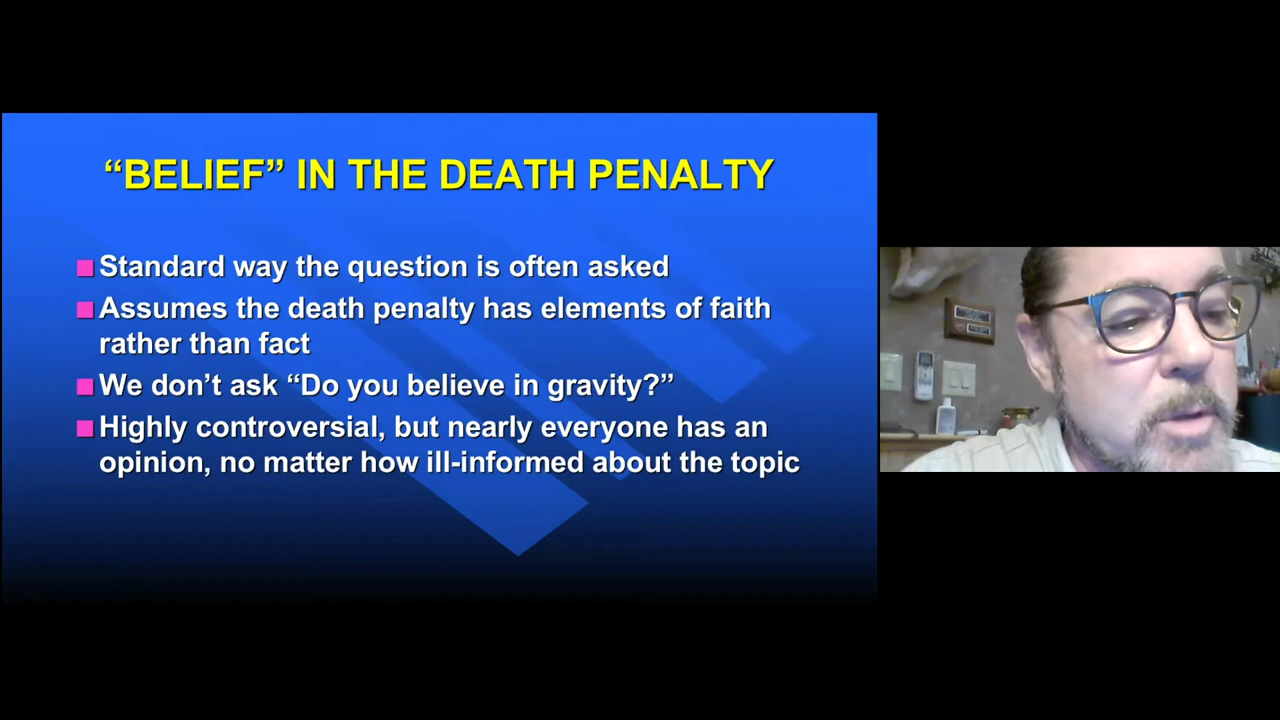 “BELIEF” IN THE DEATH PENALTY
Standard way the question is often asked
Assumes the death penalty has elements of faith
rather than fact
We don’t ask “Do you believe in gravity?”
Highly controversial, but nearly everyone has an
opinion, no matter how ill-informed about the topic